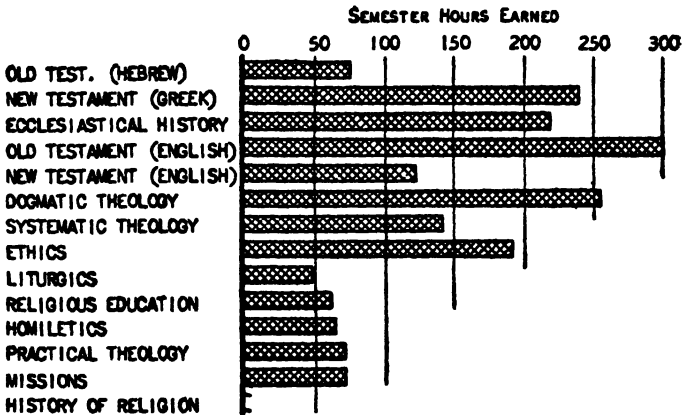 SEMESTER HOURS EARNED
0 50 100 150 200 250 300
OLD TEST. (HEBREW)
NEW TESTAMENT (GREEK)
ECCLESIASTICAL HISTORY
OLD TESTAMENT (ENGLISH)
NEW TESTAMENT (ENGLISH)
DOGMATIC THEOLOGY
SYSTEMATIC THEOLOGY
ETHICS
LITURGICS
RELIGIOUS EDUCATION
HOMILETICS
PRACTICAL THEOLOGY
MISSIONS
HISTORY OF RELIGION